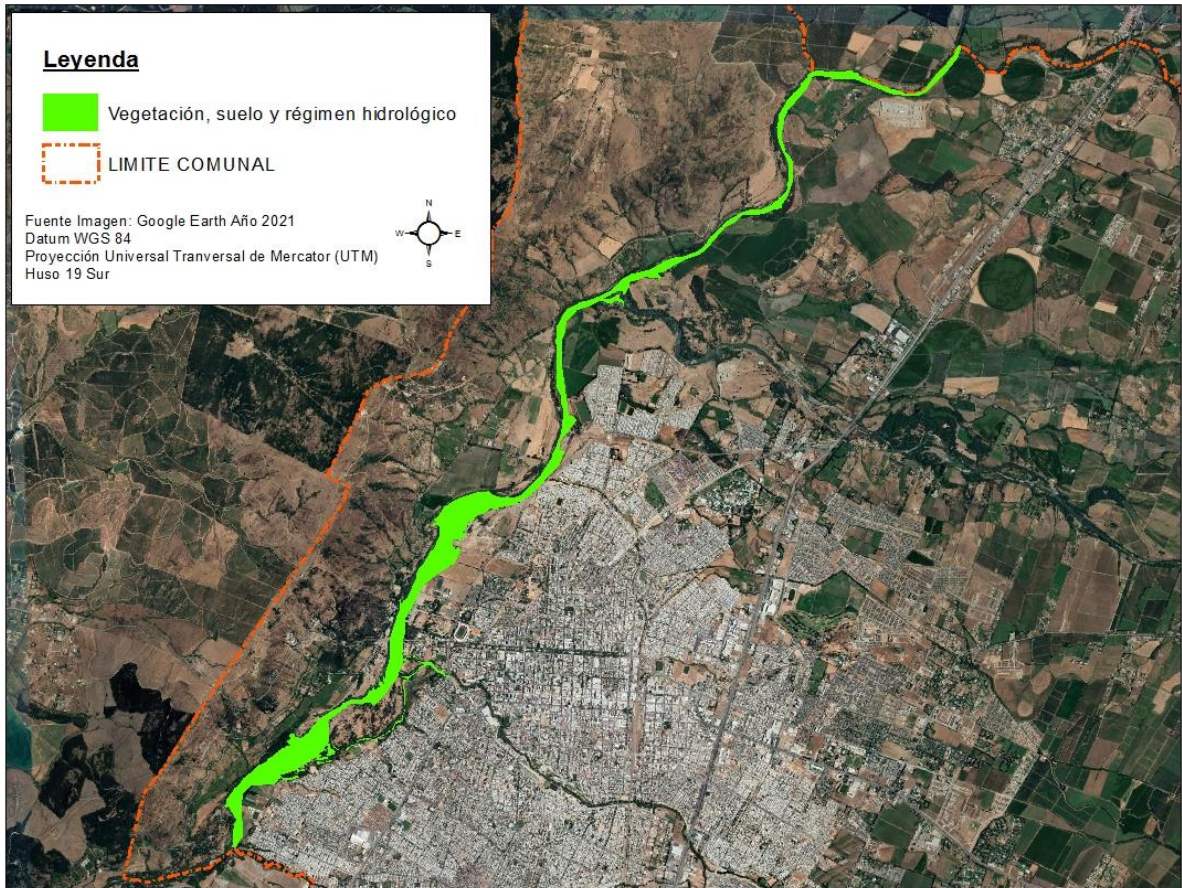 Leyenda
Vegetación, suelo y régimen hidrológico
LIMITE COMUNAL
Fuente Imagen: Google Earth Año 2021
Datum WGS 84
Proyección Universal Tranversal de Mercator (UTM)
Huso 19 Sur
N
W
E
S